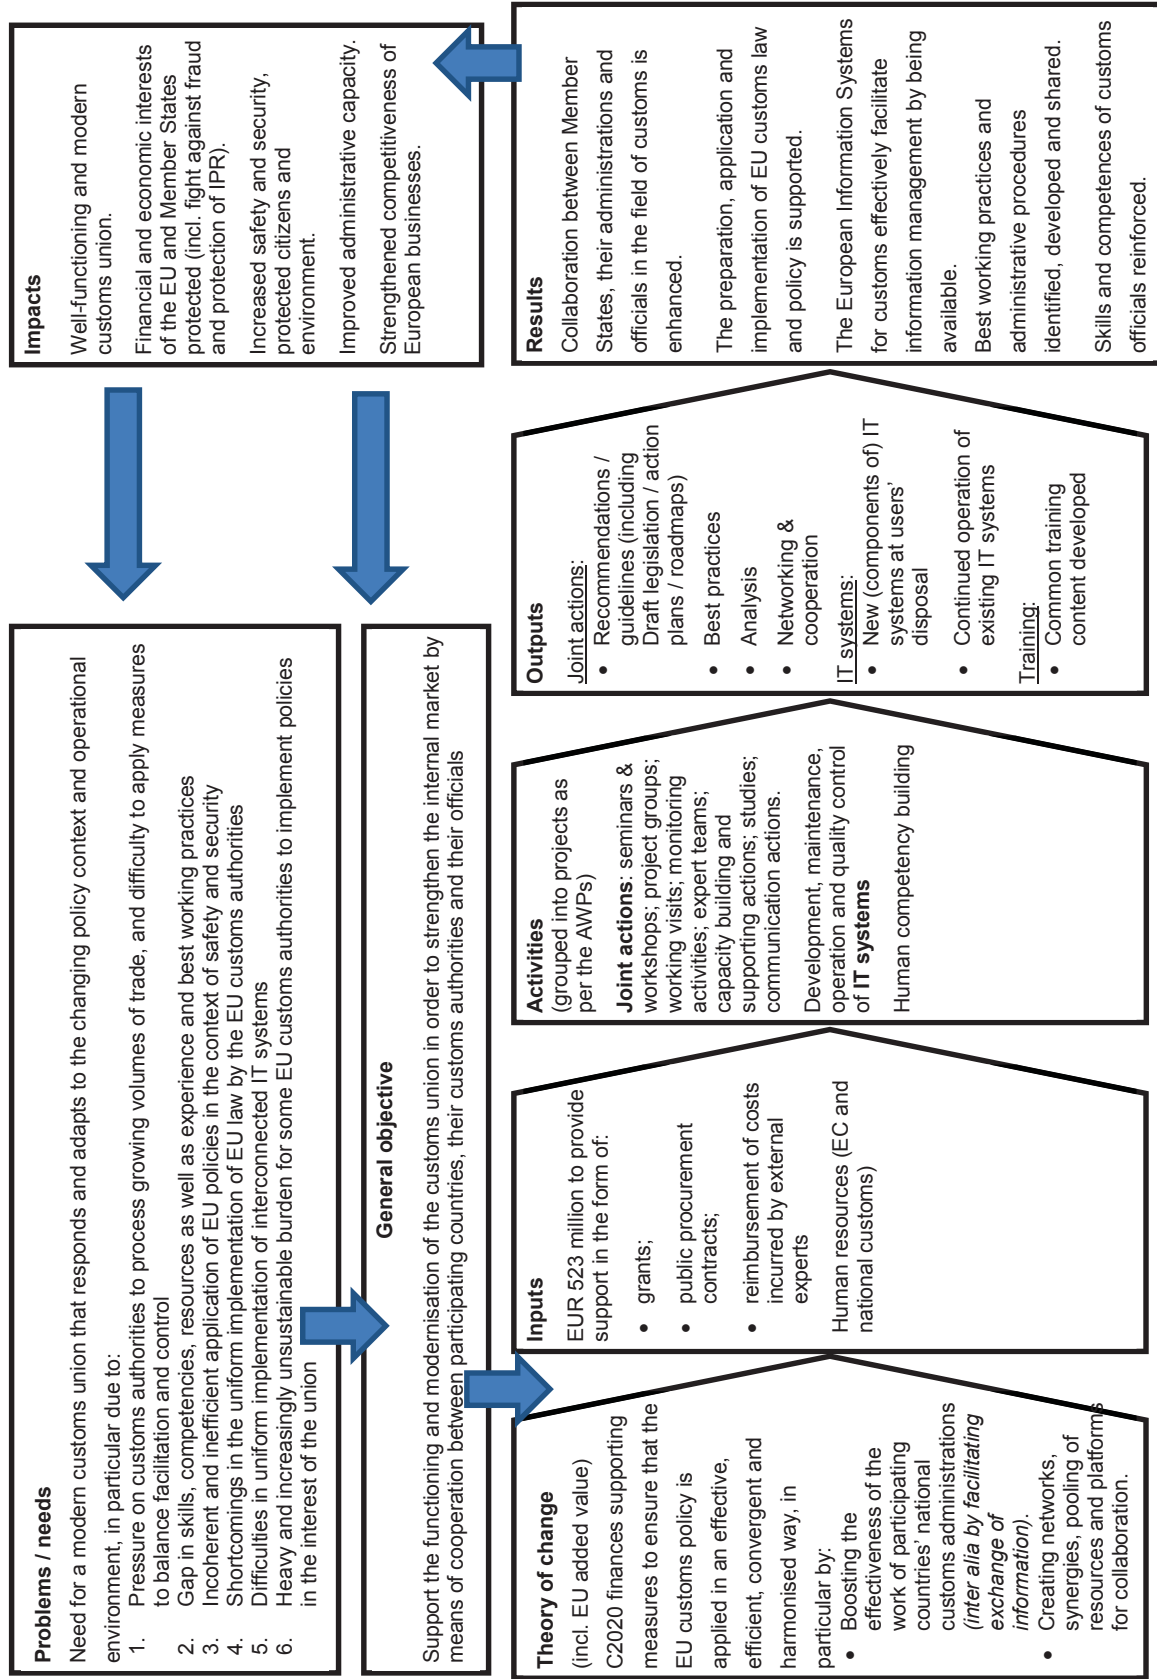 Problems / needs
Need for a modern customs union that responds and adapts to the changing policy context and operational
environment, in particular due to:
1. Pressure on customs authorities to process growing volumes of trade, and difficulty to apply measures
to balance facilitation and control
2. Gap in skills, competencies, resources as well as experience and best working practices
3. Incoherent and inefficient application of EU policies in the context of safety and security
4. Shortcomings in the uniform implementation of EU law by the EU customs authorities
5. Difficulties in uniform implementation of interconnected IT systems
6. Heavy and increasingly unsustainable burden for some EU customs authorities to implement policies
in the interest of the union
Impacts
Well-functioning and modern
customs union.
Financial and economic interests
of the EU and Member States
protected (incl. fight against fraud
and protection of IPR).
Increased safety and security,
protected citizens and
environment.
Improved administrative capacity.
Strengthened competitiveness of
European businesses.
General objective
Support the functioning and modernisation of the customs union in order to strengthen the internal market by
means of cooperation between participating countries, their customs authorities and their officials
Theory of change
(incl. EU added value)
C2020 finances supporting
measures to ensure that the
EU customs policy is
applied in an effective,
efficient, convergent and
harmonised way, in
particular by:
• Boosting the
effectiveness of the
work of participating
countries' national
customs administrations
(inter alia by facilitating
exchange of
information).
• Creating networks,
synergies, pooling of
resources and platforms
for collaboration.
Inputs
EUR 523 million to provide
support in the form of:
• grants;
• public procurement
contracts;
• reimbursement of costs
incurred by external
experts
Human resources (EC and
national customs)
Activities
(grouped into projects as
per the AWPs)
Joint actions: seminars &
workshops; project groups;
working visits; monitoring
activities; expert teams;
capacity building and
supporting actions; studies;
communication actions.
Development, maintenance,
operation and quality control
of IT systems
Human competency building
Outputs
Joint actions:
• Recommendations /
guidelines (including
Draft legislation / action
plans / roadmaps)
• Best practices
• Analysis
• Networking &
cooperation
IT systems:
• New (components of) IT
systems at users'
disposal
• Continued operation of
existing IT systems
Training:
• Common training
content developed
Results
Collaboration between Member
States, their administrations and
officials in the field of customs is
enhanced.
The preparation, application and
implementation of EU customs law
and policy is supported.
The European Information Systems
for customs effectively facilitate
information management by being
available.
Best working practices and
administrative procedures
identified, developed and shared.
Skills and competences of customs
officials reinforced.